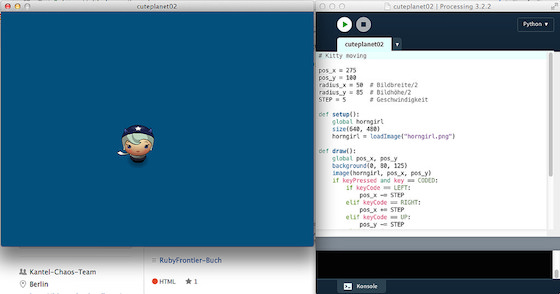 cuteplanet02
cuteplanet02 | Processing 3.2.2
Python ▾
cuteplanet02
# Kitty moving
pos_x = 275
pos_y = 100
radius_x = 50 # Bildbreite/2
radius_y = 85 # Bildhöhe/2
STEP = 5 # Geschwindigkeit
def setup():
global horngirl
size(640, 480)
horngirl = loadImage("horngirl.png")
def draw():
global pos_x, pos_y
background(0, 80, 125)
image(horngirl, pos_x, pos_y)
if keyPressed and key == CODED:
if keyCode == LEFT:
pos_x -= STEP
elif keyCode == RIGHT:
pos_x += STEP
elif keyCode == UP:
pos_y -= STEP
Kantel-Chaos-Team
Berlin
RubyFrontier-Buch
HTML ★ 1
Konsole